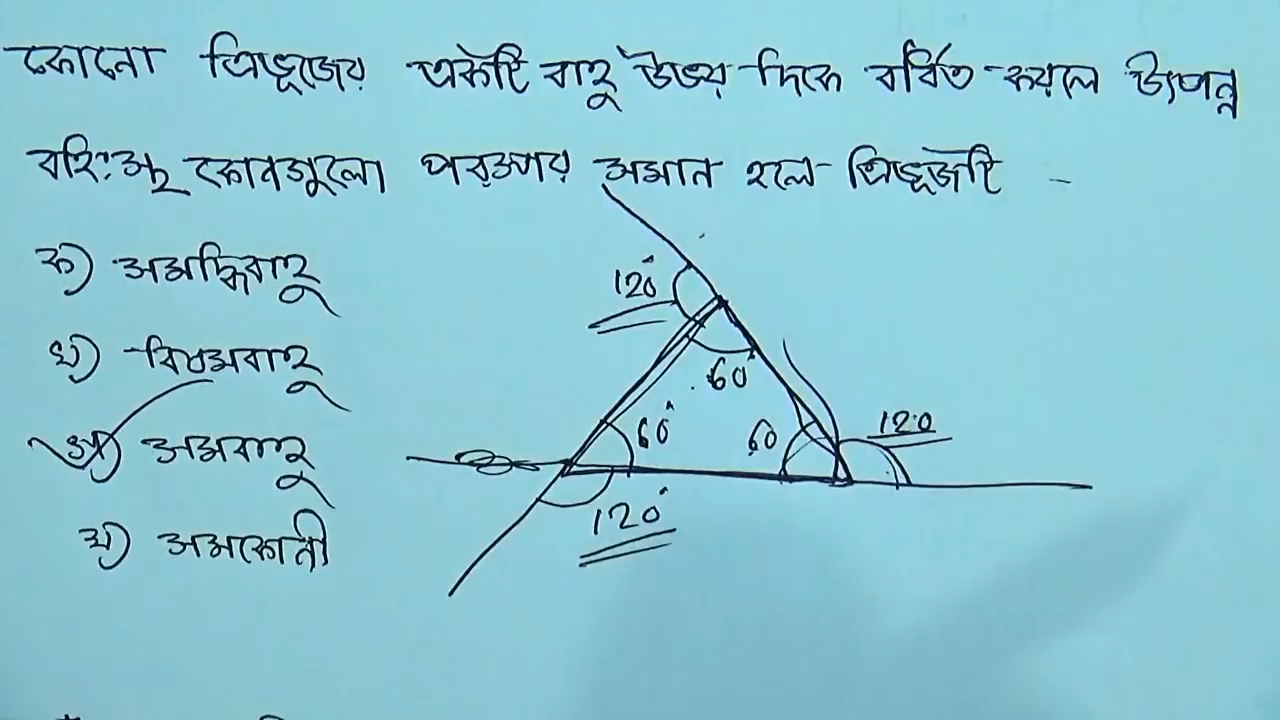 কোনো ত্রিভূজের একটি বাহু উভয় দিকে বর্ধিত করলে উৎপন্ন
বহিঃস্থ কোনগুলো পরস্পর সমান হলে ত্রিভূজটি -
ক) সমদ্বিবাহু
খ) বিষমবাহু
গ) সমবাহু
ঘ) সমকোনী
120°
60°
60°
60
120
120°